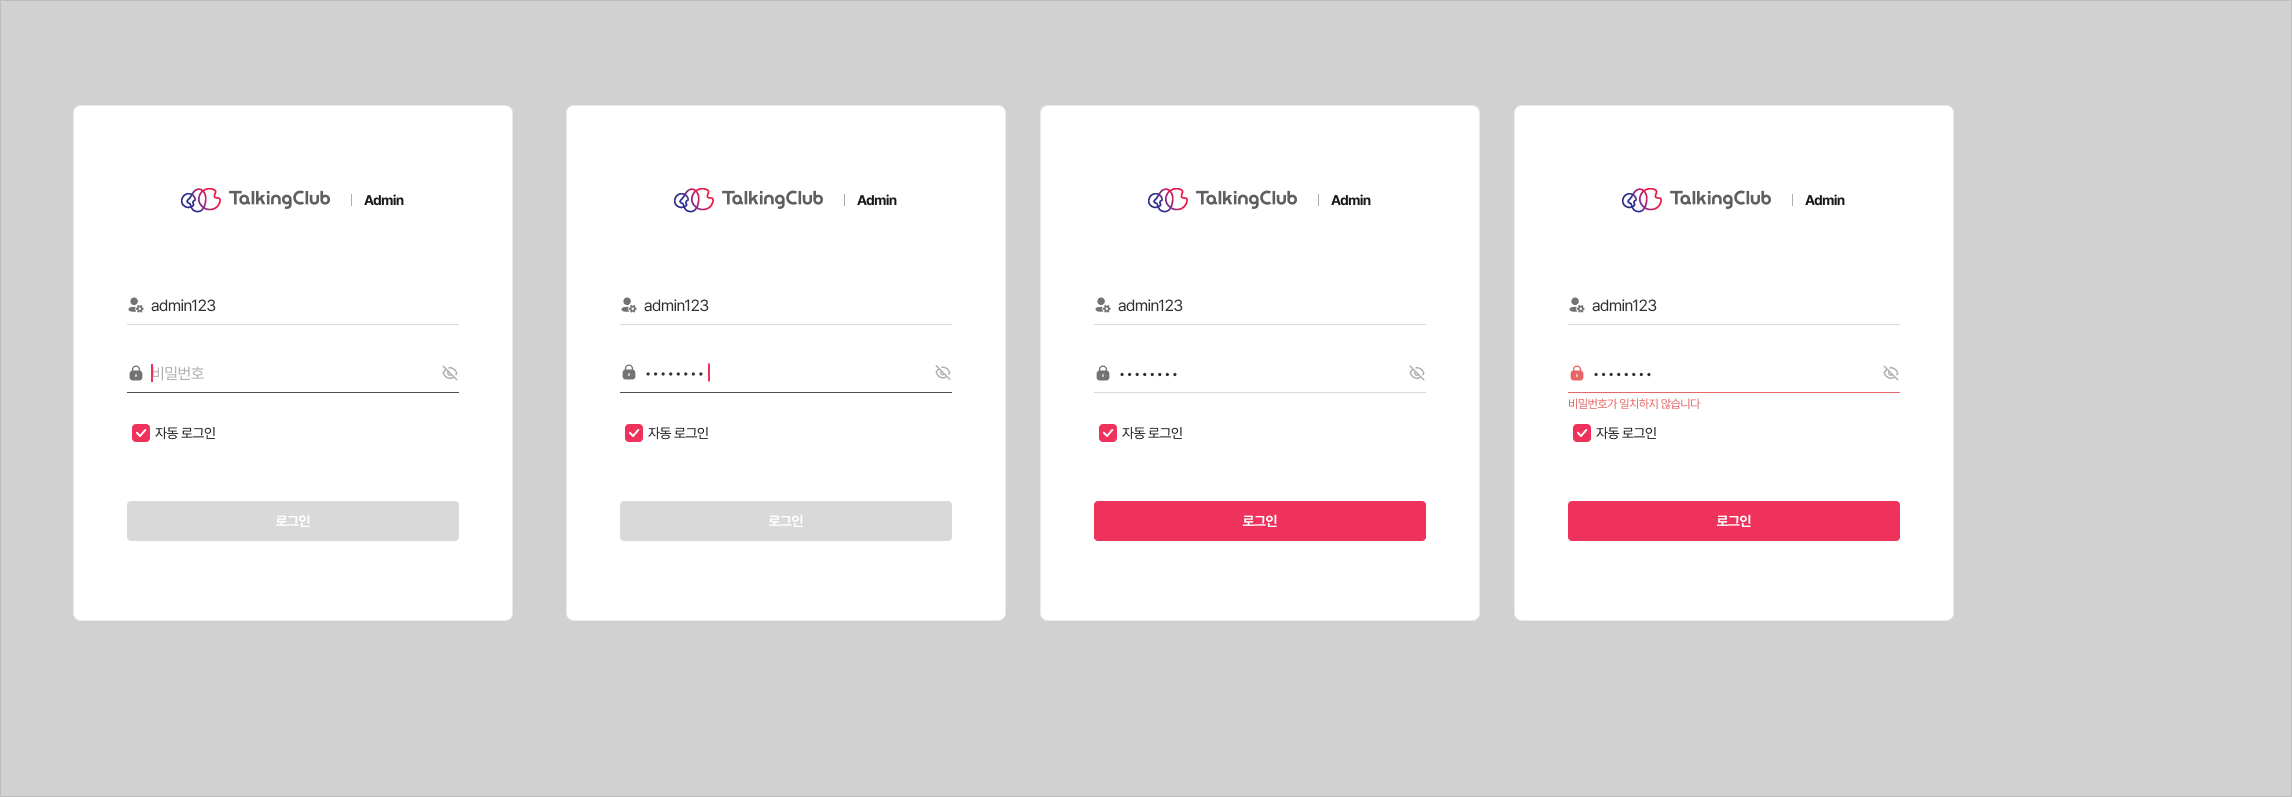 TalkingClub | Admin
admin123
비밀번호
자동 로그인
로그인
TalkingClub | Admin
admin123
••••••••
자동 로그인
로그인
TalkingClub | Admin
admin123
••••••••
자동 로그인
로그인
TalkingClub | Admin
admin123
••••••••
비밀번호가 일치하지 않습니다
자동 로그인
로그인